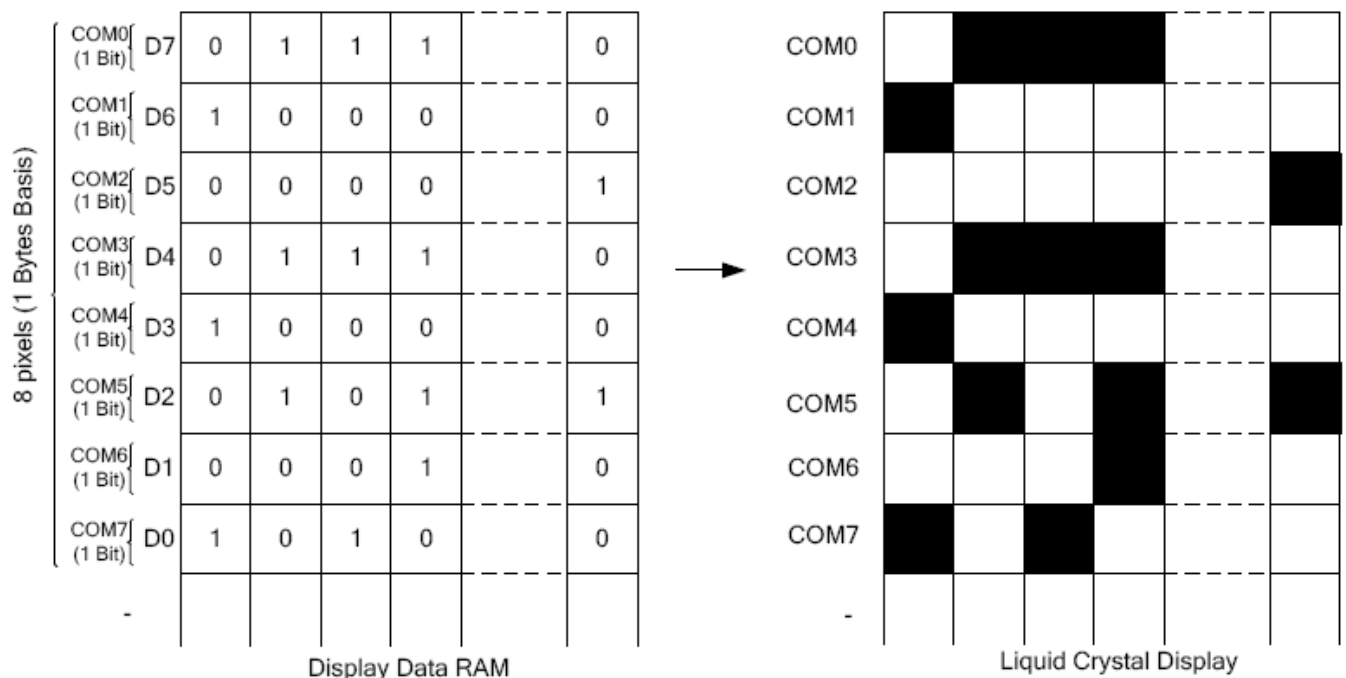 8 pixels (1 Bytes Basis)
COM0 (1 Bit) D7 0 1 1 1 0
COM1 (1 Bit) D6 1 0 0 0 0
COM2 (1 Bit) D5 0 0 0 0 1
COM3 (1 Bit) D4 0 1 1 1 0
COM4 (1 Bit) D3 1 0 0 0 0
COM5 (1 Bit) D2 0 1 0 1 1
COM6 (1 Bit) D1 0 0 0 1 0
COM7 (1 Bit) D0 1 0 1 0 0
-
Display Data RAM
COM0
COM1
COM2
COM3
COM4
COM5
COM6
COM7
-
Liquid Crystal Display